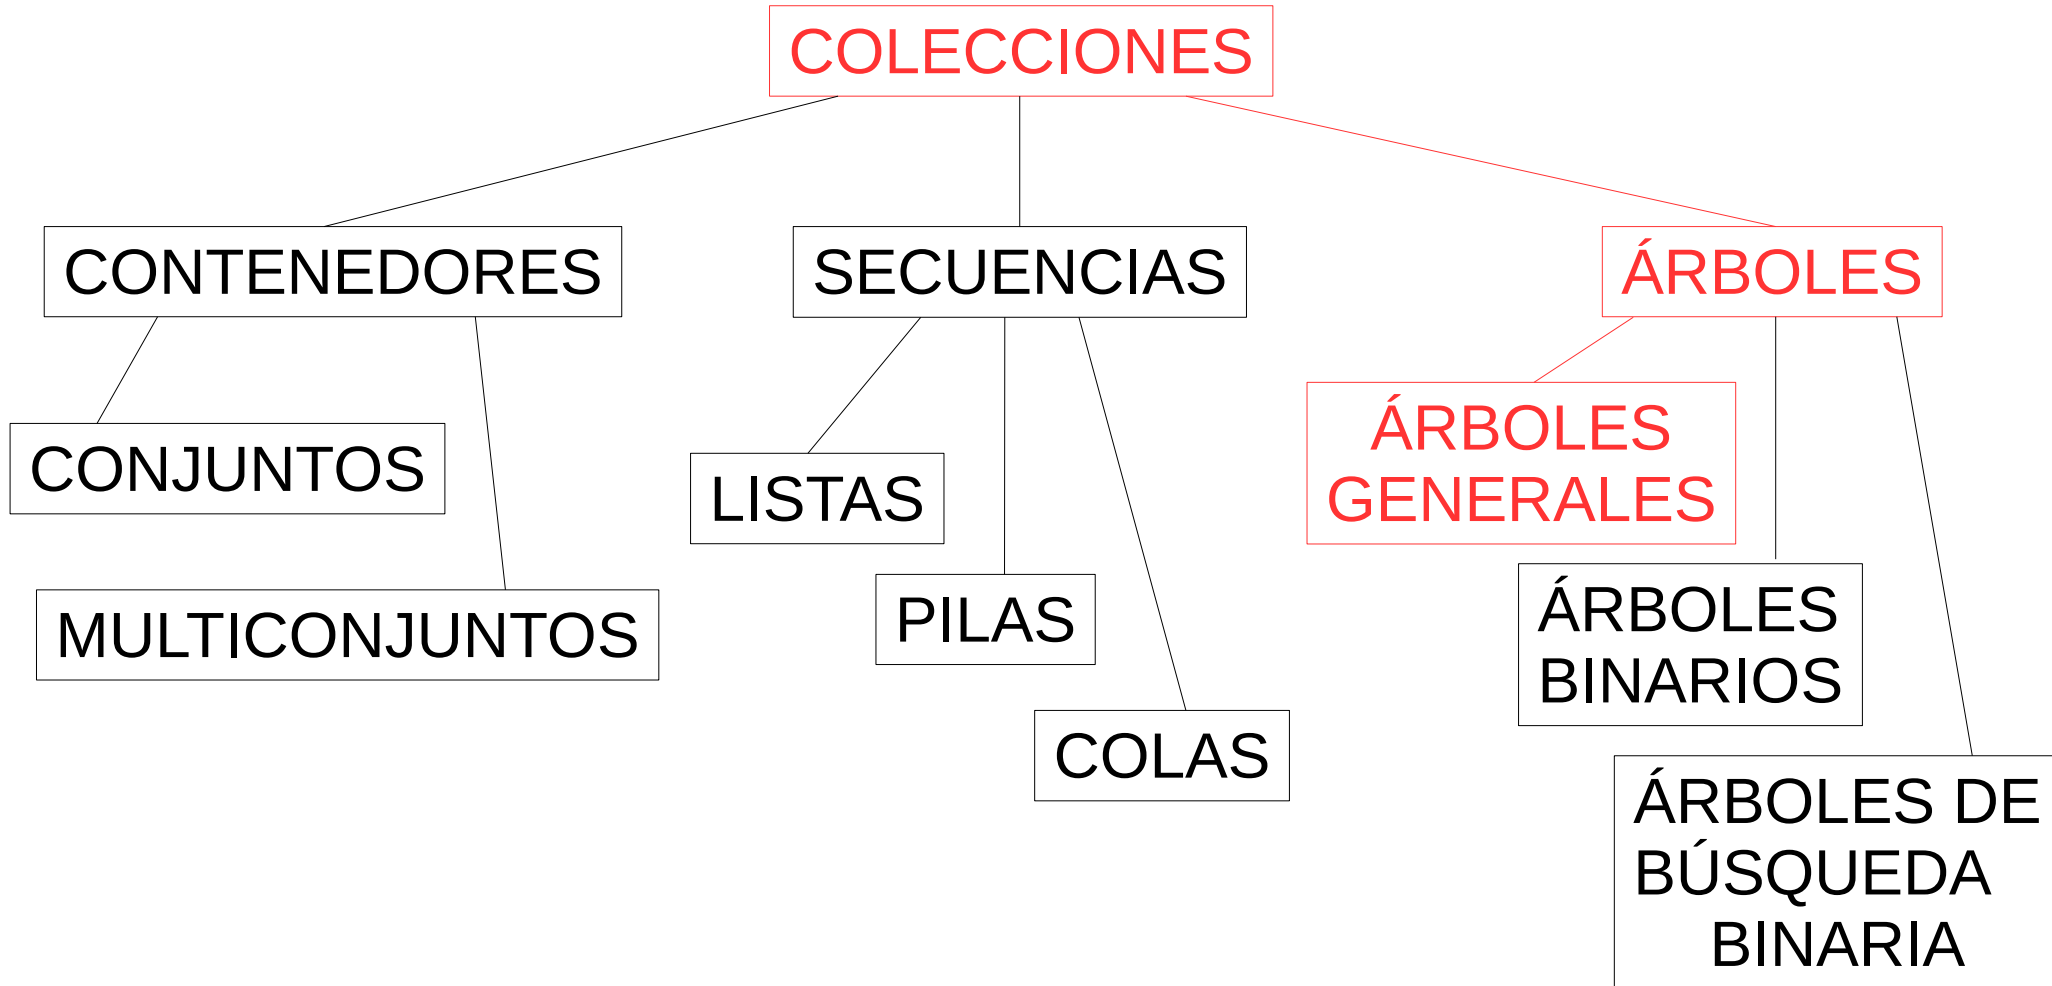 COLECCIONES
CONTENEDORES
SECUENCIAS
ÁRBOLES
CONJUNTOS
MULTICONJUNTOS
LISTAS
PILAS
COLAS
ÁRBOLES
GENERALES
ÁRBOLES
BINARIOS
ÁRBOLES DE
BÚSQUEDA
BINARIA